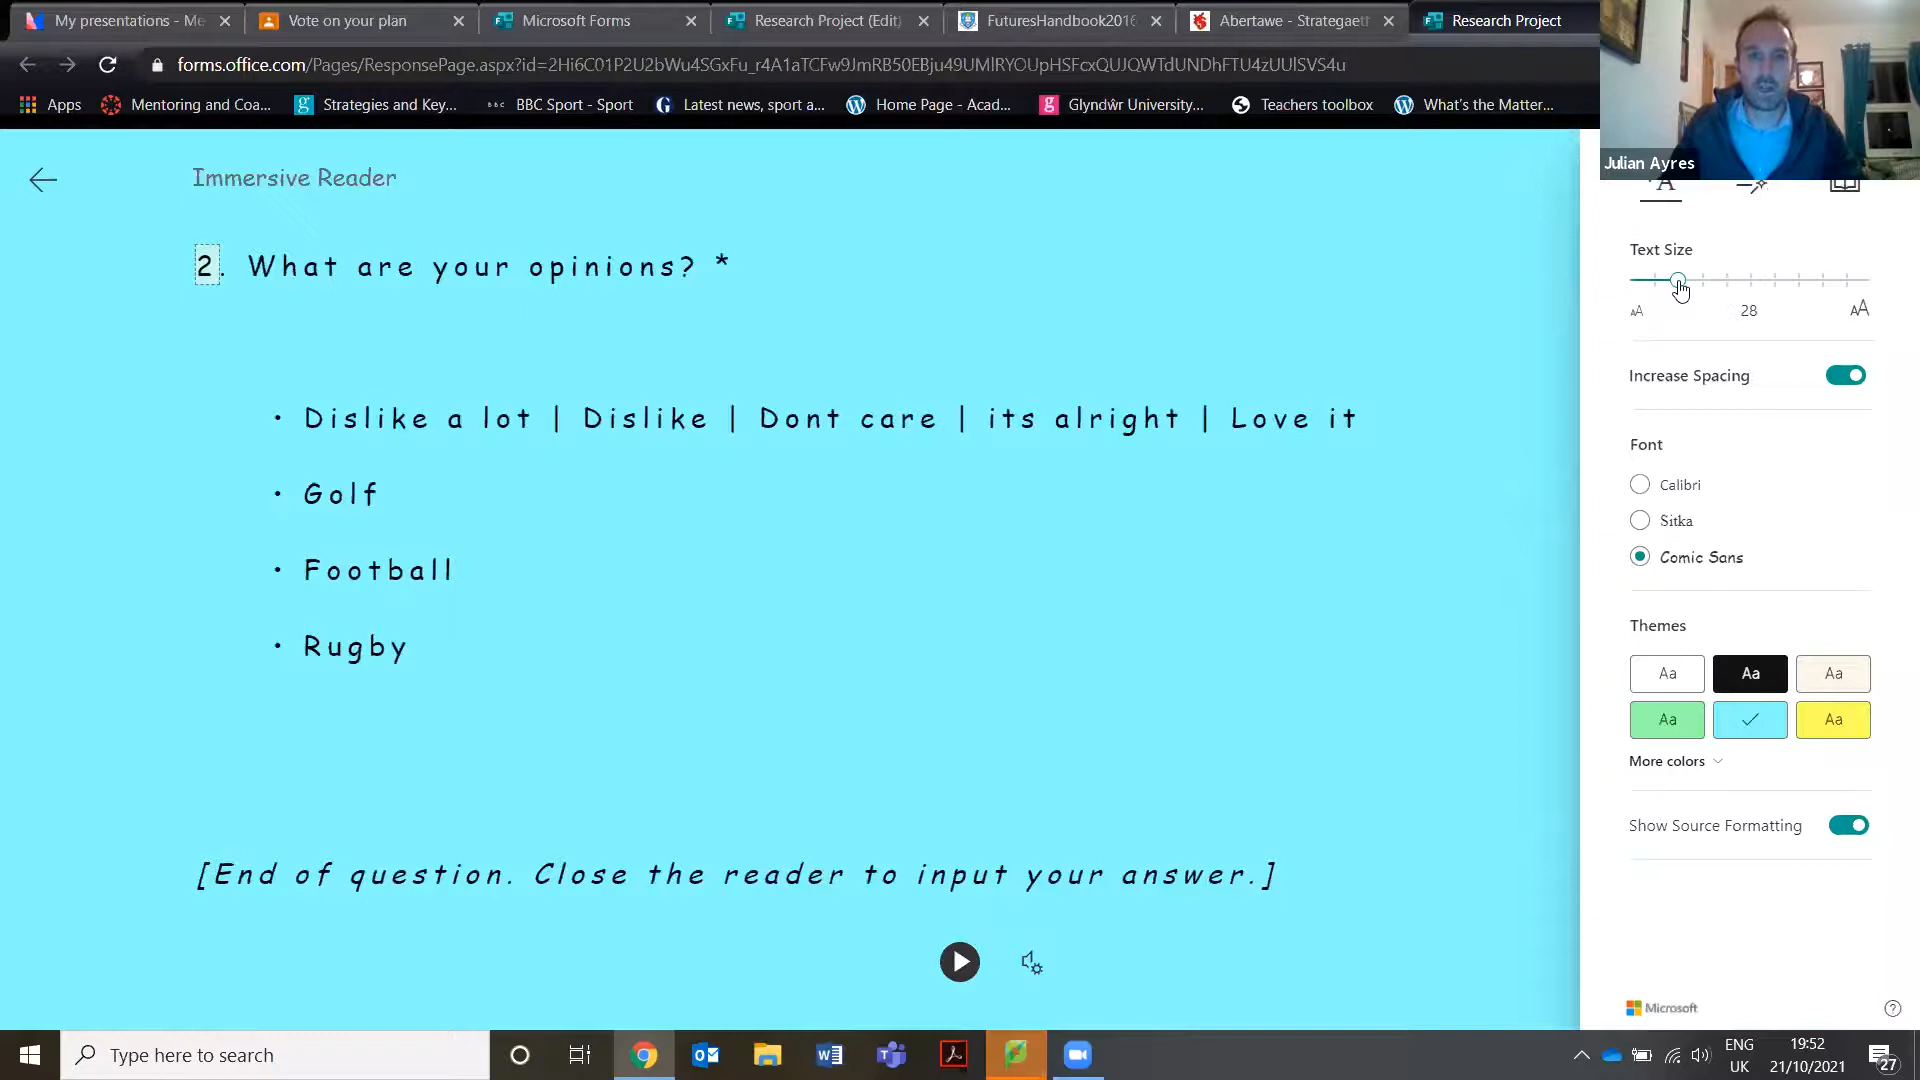 My presentations - Me
Vote on your plan
Microsoft Forms
Research Project (Edit)
FuturesHandbook2016
Abertawe - Strategaeth
Research Project
forms.office.com/Pages/ResponsePage.aspx?id=2Hi6C01P2U2bWu4SGxFu_r4A1aTCFw9JmRB50EBju49UMlRYOUpHSFcxQUJQWTdUNDhFTU4zUUlSVS4u
Apps
Mentoring and Coa...
Strategies and Key...
BBC Sport - Sport
Latest news, sport a...
Home Page - Acad...
Glyndŵr University...
Teachers toolbox
What's the Matter...
Julian Ayres
Immersive Reader
2. What are your opinions? *
· Dislike a lot | Dislike | Dont care | its alright | Love it
· Golf
· Football
· Rugby
[End of question. Close the reader to input your answer.]
Text Size
AA
28
AA
Increase Spacing
Font
Calibri
Sitka
Comic Sans
Themes
Aa
Aa
Aa
Aa
Aa
More colors
Show Source Formatting
Microsoft
Type here to search
ENG
UK
19:52
21/10/2021
27